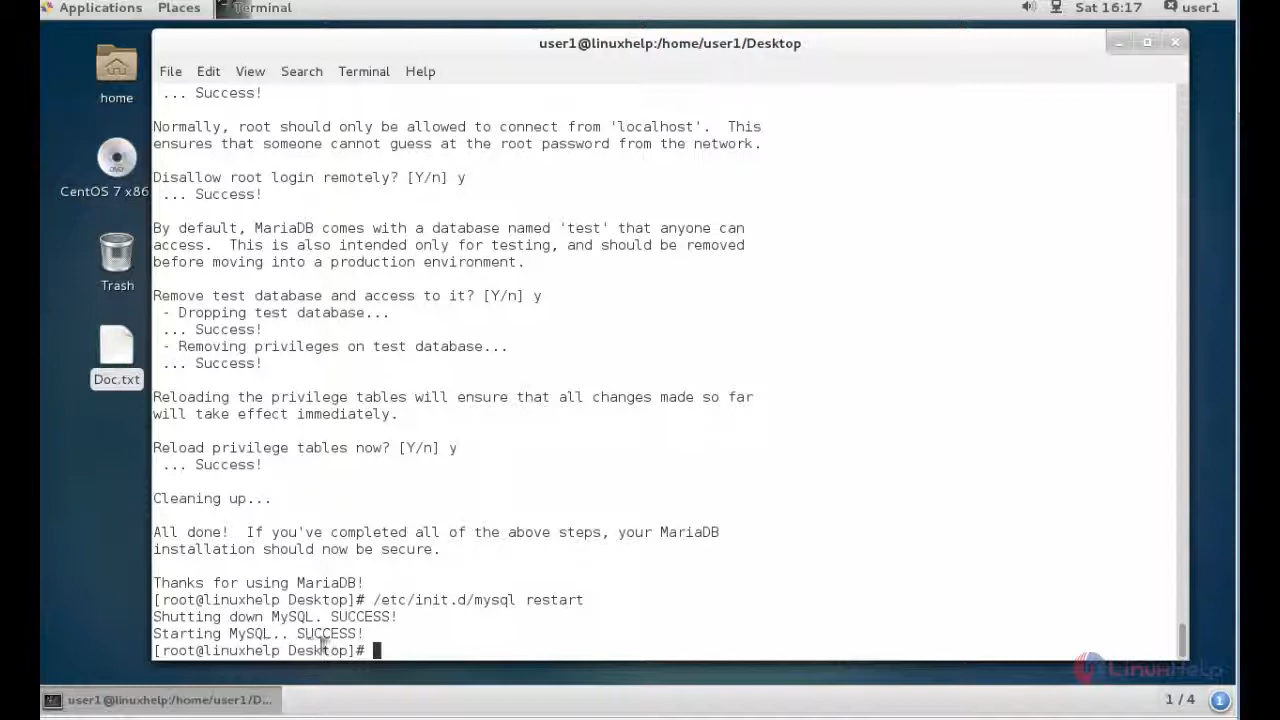 Applications Places Terminal Sat 16:17 user1
user1@linuxhelp:/home/user1/Desktop
File Edit View Search Terminal Help
home
CentOS 7 x86
Trash
Doc.txt
... Success!
Normally, root should only be allowed to connect from 'localhost'.  This
ensures that someone cannot guess at the root password from the network.
Disallow root login remotely? [Y/n] y
... Success!
By default, MariaDB comes with a database named 'test' that anyone can
access.  This is also intended only for testing, and should be removed
before moving into a production environment.
Remove test database and access to it? [Y/n] y
- Dropping test database...
... Success!
- Removing privileges on test database...
... Success!
Reloading the privilege tables will ensure that all changes made so far
will take effect immediately.
Reload privilege tables now? [Y/n] y
... Success!
Cleaning up...
All done!  If you've completed all of the above steps, your MariaDB
installation should now be secure.
Thanks for using MariaDB!
[root@linuxhelp Desktop]# /etc/init.d/mysql restart
Shutting down MySQL. SUCCESS!
Starting MySQL.. SUCCESS!
[root@linuxhelp Desktop]#
LinuxHelp
user1@linuxhelp:/home/user1/D... 1 / 4 1